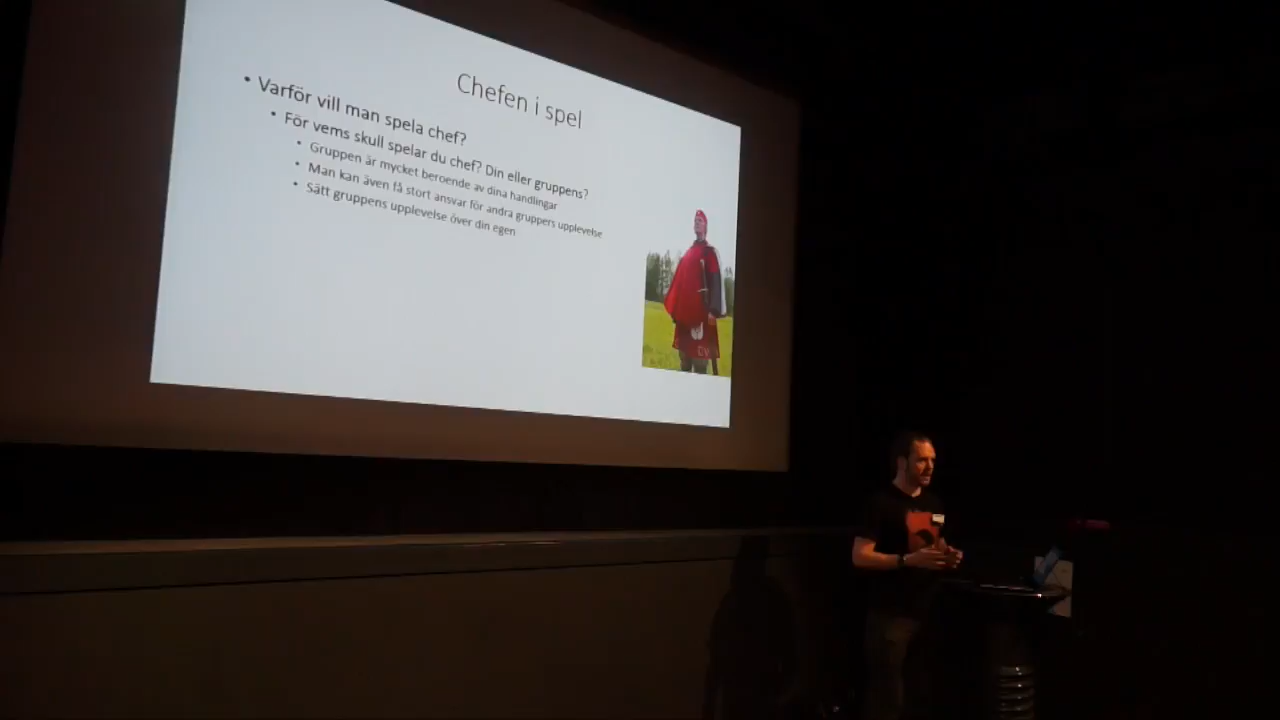 Chefen i spel
• Varför vill man spela chef?
• För vems skull spelar du chef? Din eller gruppens?
• Gruppen är mycket beroende av dina handlingar
• Man kan även få stort ansvar för andra gruppers upplevelse
• Sätt gruppens upplevelse över din egen